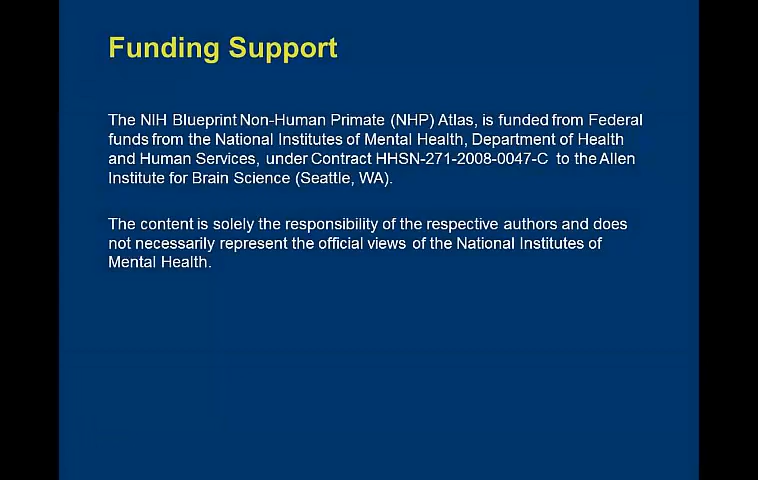 Funding Support
The NIH Blueprint Non-Human Primate (NHP) Atlas, is funded from Federal
funds from the National Institutes of Mental Health, Department of Health
and Human Services, under Contract HHSN-271-2008-0047-C to the Allen
Institute for Brain Science (Seattle, WA).
The content is solely the responsibility of the respective authors and does
not necessarily represent the official views of the National Institutes of
Mental Health.